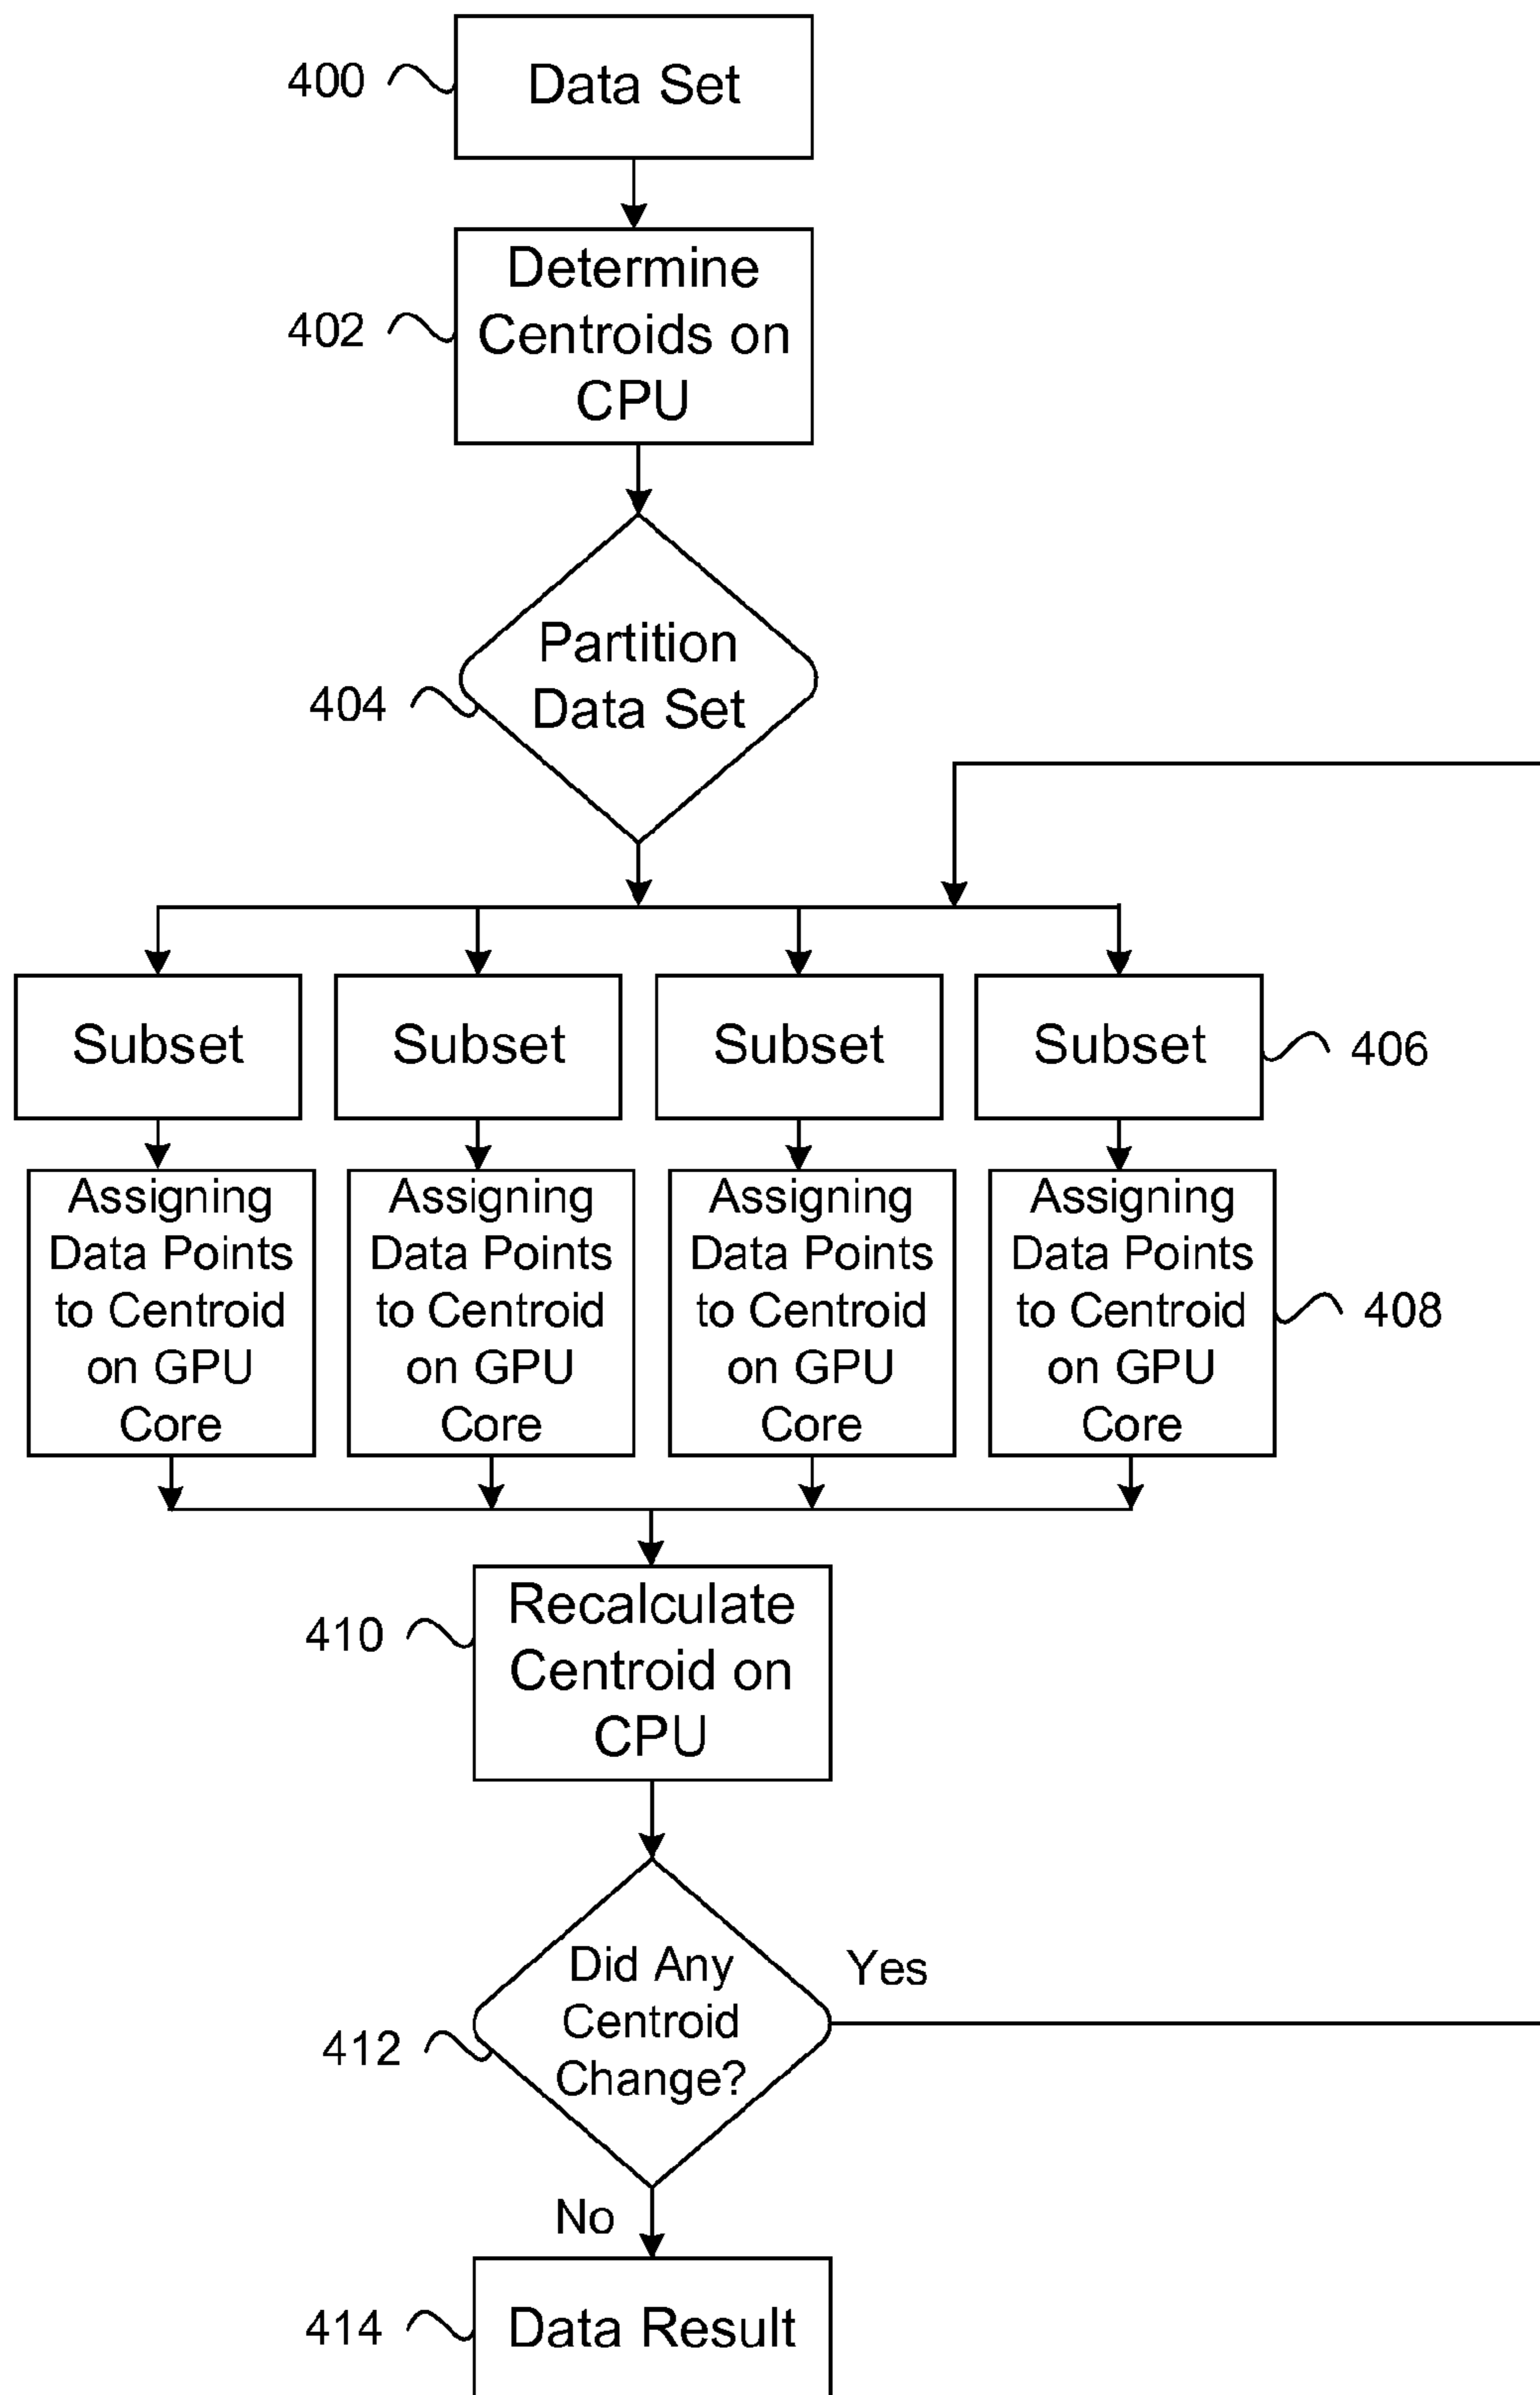 400
Data Set
402
Determine
Centroids on
CPU
404
Partition
Data Set
Subset
Subset
Subset
Subset
406
Assigning
Data Points
to Centroid
on GPU
Core
Assigning
Data Points
to Centroid
on GPU
Core
Assigning
Data Points
to Centroid
on GPU
Core
Assigning
Data Points
to Centroid
on GPU
Core
408
410
Recalculate
Centroid on
CPU
412
Did Any
Centroid
Change?
Yes
No
414
Data Result